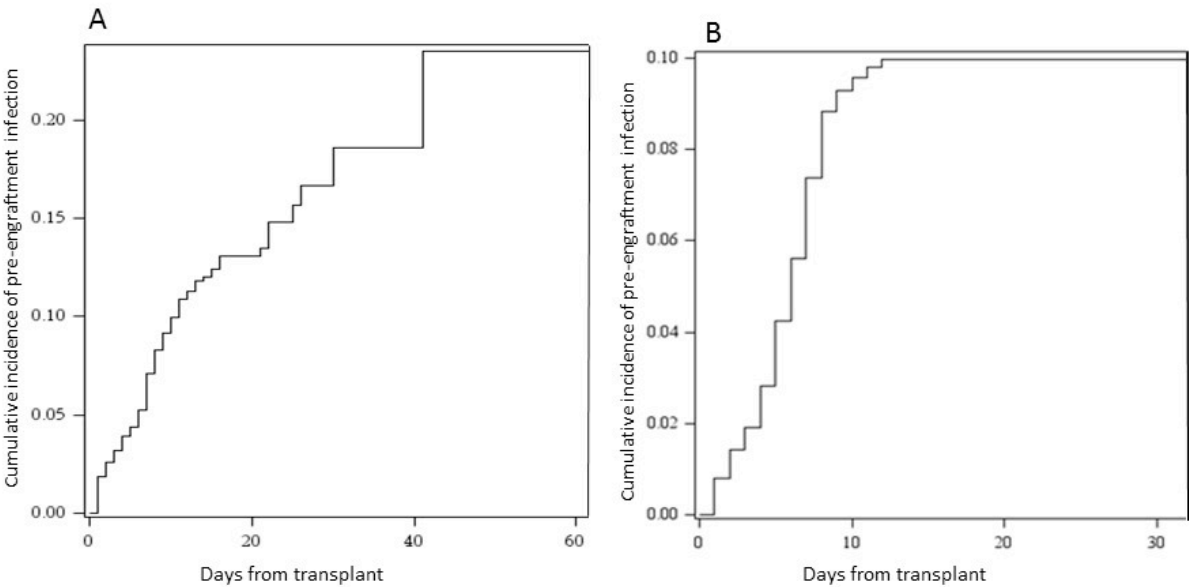 A
Cumulative incidence of pre-engraftment infection
0.20
0.15
0.10
0.05
0.00
0 20 40 60
Days from transplant
B
Cumulative incidence of pre-engraftment infection
0.10
0.08
0.06
0.04
0.02
0.00
0 10 20 30
Days from transplant